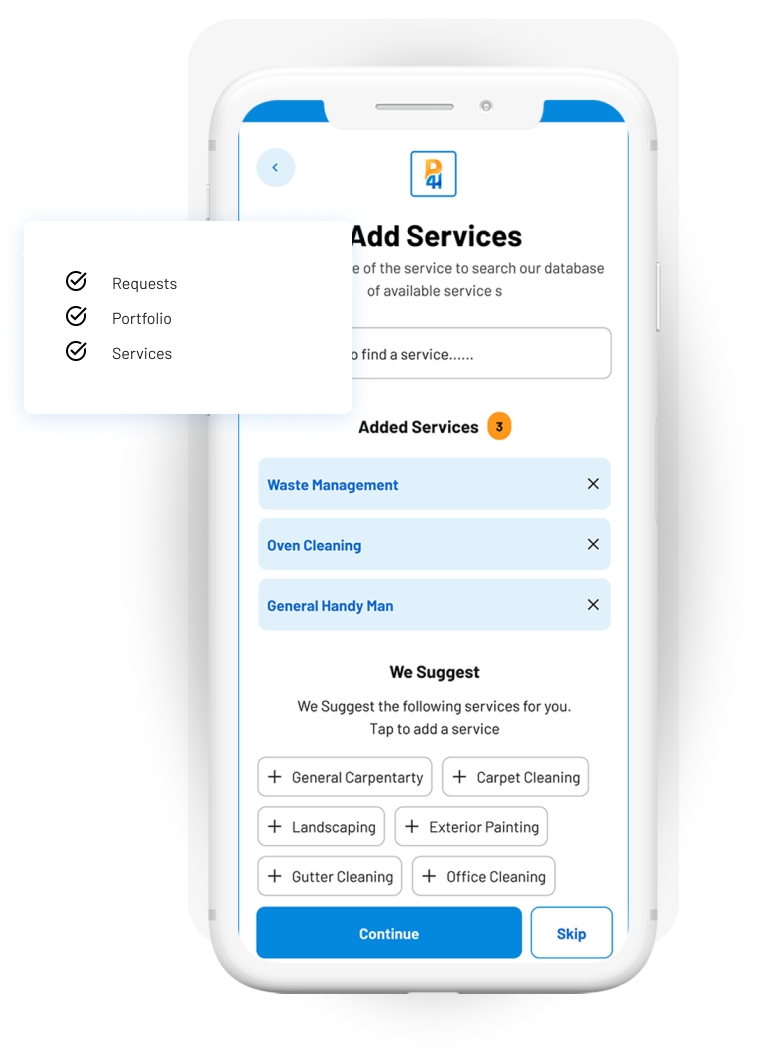 P4H
Add Services
e of the service to search our database
of available service s
Requests
Portfolio
Services
o find a service......
Added Services 3
Waste Management
Oven Cleaning
General Handy Man
We Suggest
We Suggest the following services for you.
Tap to add a service
General Carpentarty
Carpet Cleaning
Landscaping
Exterior Painting
Gutter Cleaning
Office Cleaning
Continue
Skip